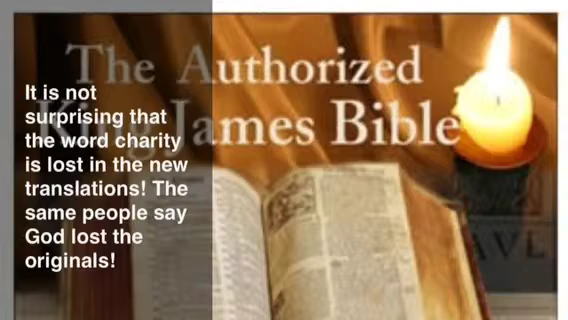 The Authorized
King James Bible
It is not
surprising that
the word charity
is lost in the new
translations! The
same people say
God lost the
originals!
AVL